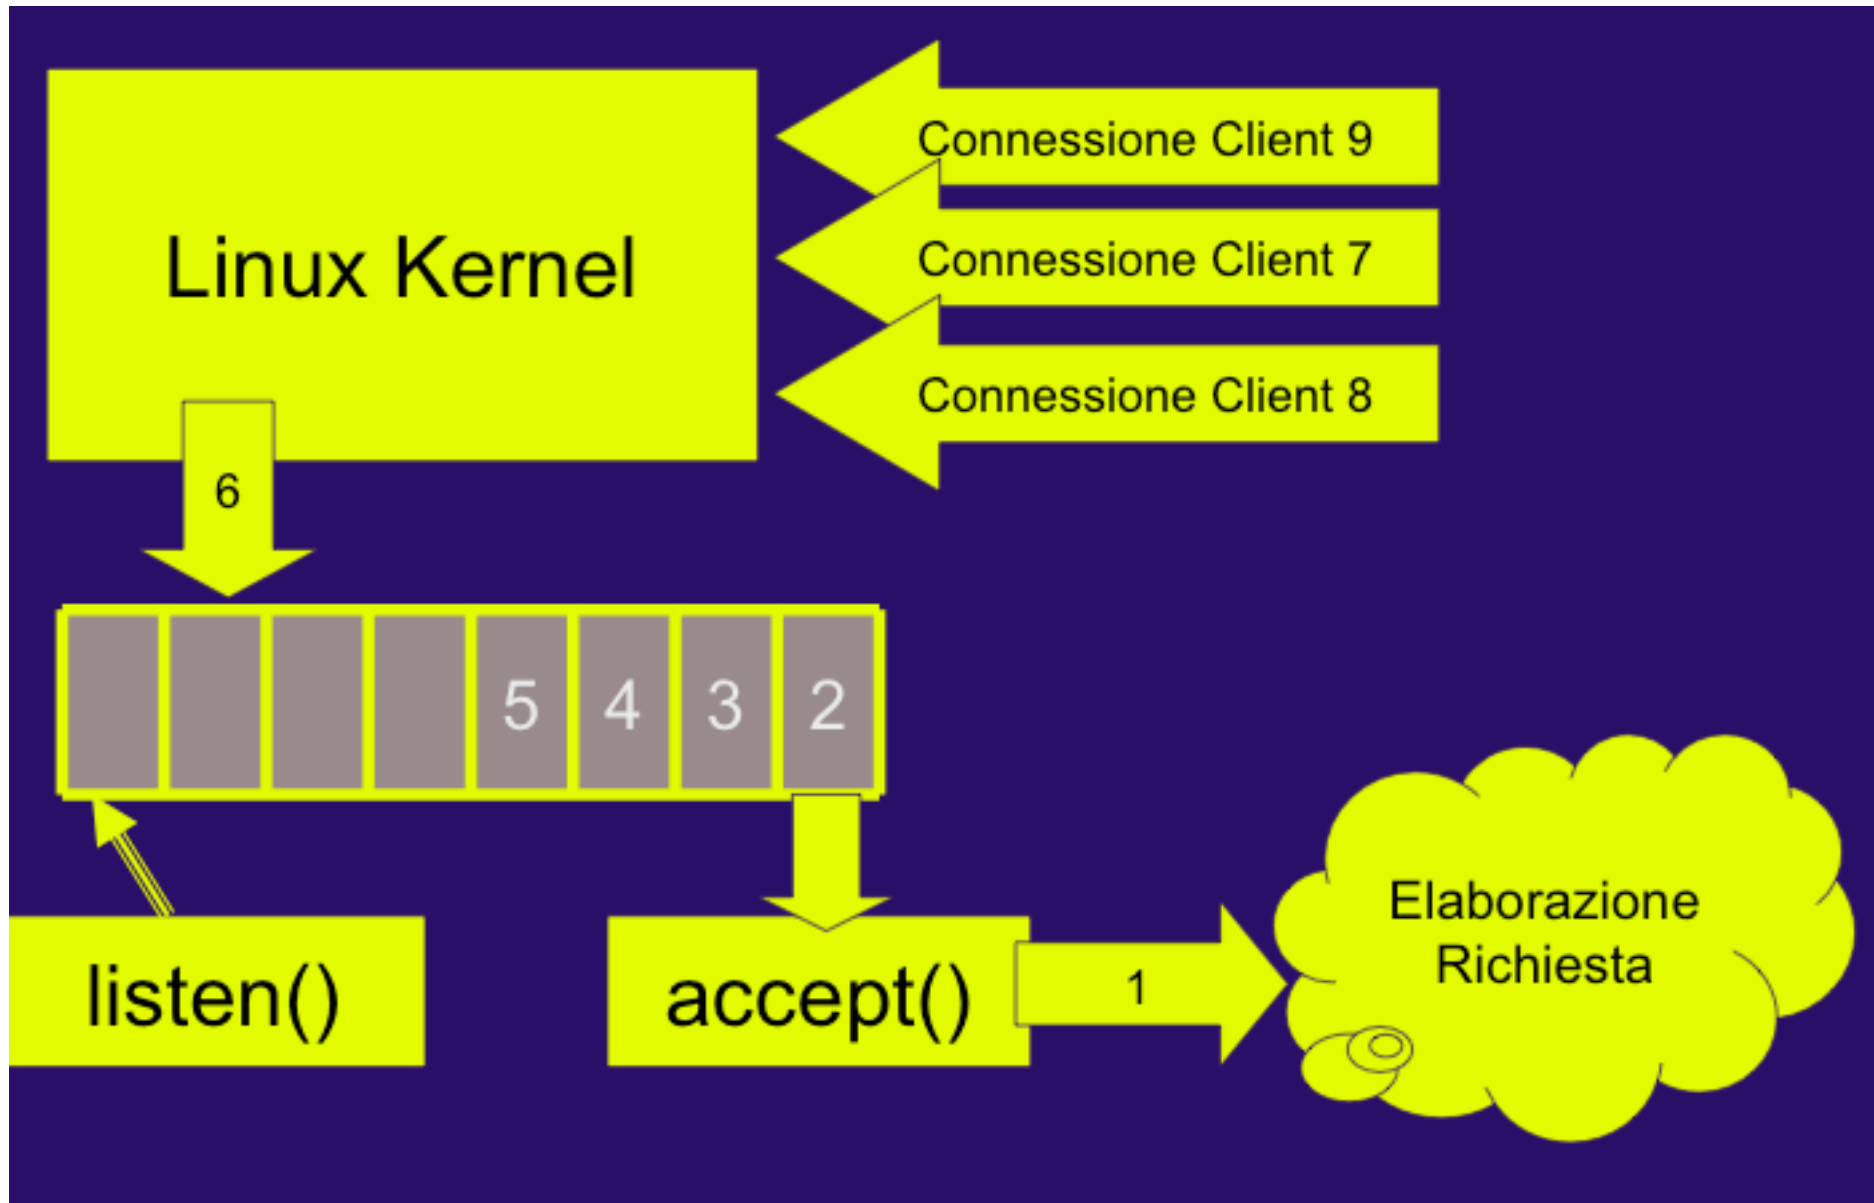 Connessione Client 9
Linux Kernel
Connessione Client 7
Connessione Client 8
6
5 4 3 2
Elaborazione
Richiesta
listen()
accept()
1